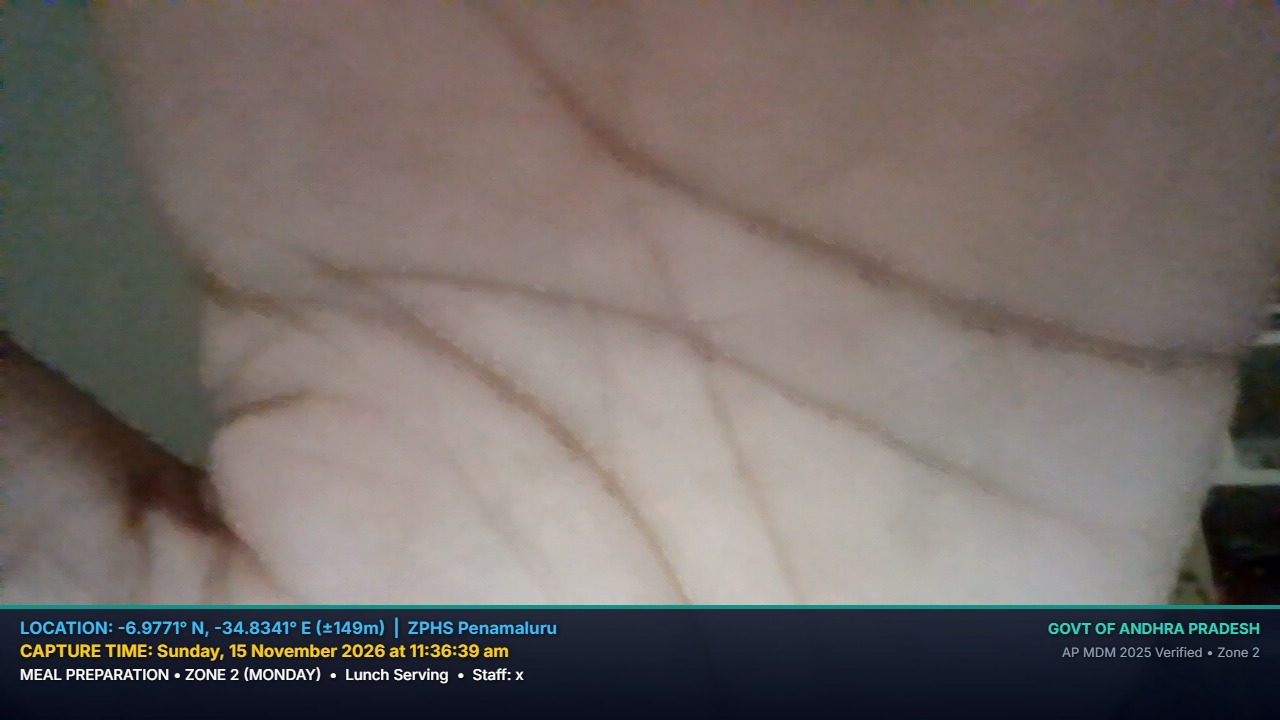 LOCATION: -6.9771° N, -34.8341° E (±149m) | ZPHS Penamaluru
CAPTURE TIME: Sunday, 15 November 2026 at 11:36:39 am
MEAL PREPARATION • ZONE 2 (MONDAY) • Lunch Serving • Staff: x
GOVT OF ANDHRA PRADESH
AP MDM 2025 Verified • Zone 2